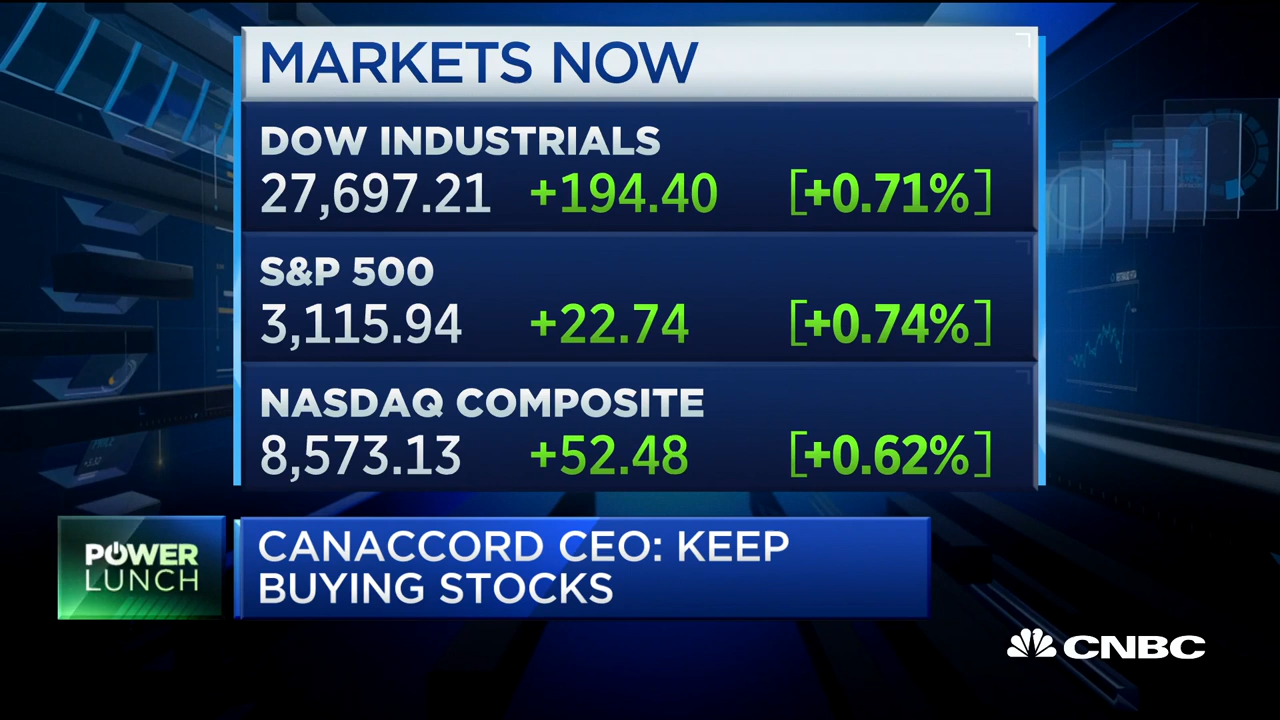 MARKETS NOW
DOW INDUSTRIALS
27,697.21 +194.40 [+0.71%]
S&P 500
3,115.94 +22.74 [+0.74%]
NASDAQ COMPOSITE
8,573.13 +52.48 [+0.62%]
POWER
LUNCH
CANACCORD CEO: KEEP
BUYING STOCKS
CNBC